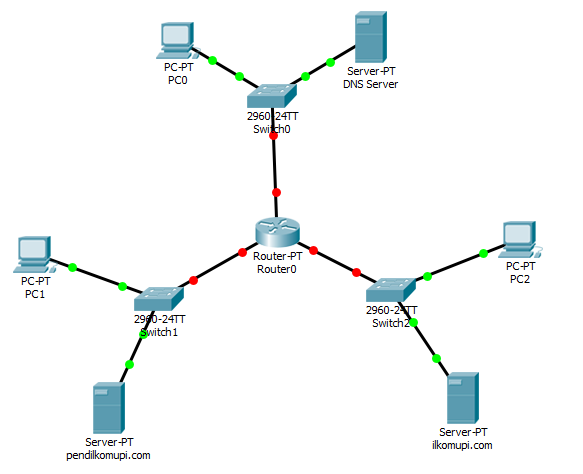 PC-PT
PC0
Server-PT
DNS Server
2960-24TT
Switch0
Router-PT
Router0
PC-PT
PC1
2960-24TT
Switch1
PC-PT
PC2
2960-24TT
Switch2
Server-PT
pendilkomupi.com
Server-PT
ilkomupi.com